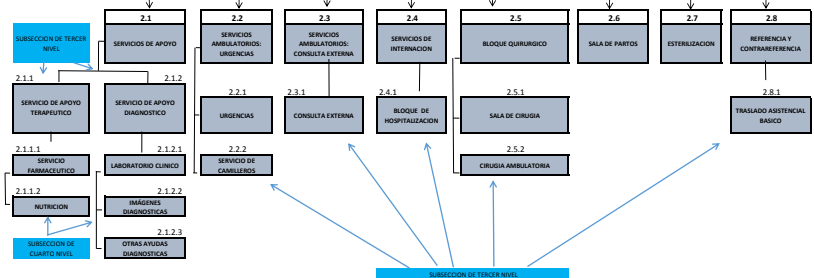 2.1
2.2
2.3
2.4
2.5
2.6
2.7
2.8
SUBSECCION DE TERCER
NIVEL
SERVICIOS DE APOYO
SERVICIOS
AMBULATORIOS:
URGENCIAS
SERVICIOS
AMBULATORIOS:
CONSULTA EXTERNA
SERVICIOS DE
INTERNACION
BLOQUE QUIRURGICO
SALA DE PARTOS
ESTERILIZACION
REFERENCIA Y
CONTRAREFERENCIA
2.1.1
2.1.2
2.2.1
2.3.1
2.4.1
2.5.1
2.8.1
SERVICIO DE APOYO
TERAPEUTICO
SERVICIO DE APOYO
DIAGNOSTICO
URGENCIAS
CONSULTA EXTERNA
BLOQUE DE
HOSPITALIZACION
SALA DE CIRUGIA
TRASLADO ASISTENCIAL
BASICO
2.1.1.1
2.1.2.1
2.2.2
2.5.2
SERVICIO
FARMACEUTICO
LABORATORIO CLINICO
SERVICIO DE
CAMILLEROS
CIRUGIA AMBULATORIA
2.1.1.2
2.1.2.2
NUTRICION
IMÁGENES
DIAGNOSTICAS
2.1.2.3
SUBSECCION DE
CUARTO NIVEL
OTRAS AYUDAS
DIAGNOSTICAS
SUBSECCION DE TERCER NIVEL